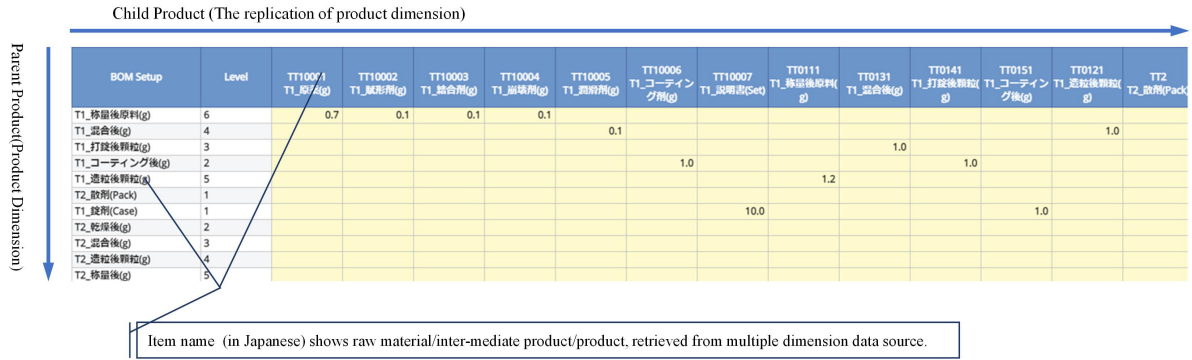 Child Product (The replication of product dimension)
Parent Product(Product Dimension)
BOM Setup Level TT10001 TT10002 TT10003 TT10004 TT10005 TT10006 TT10007 TT0111 TT0131 TT0141 TT0151 TT0121 TT2
T1_原薬(g) T1_賦形剤(g) T1_結合剤(g) T1_崩壊剤(g) T1_潤滑剤(g) T1_コーティング剤(g) T1_説明書(Set) T1_称量後原料(g) T1_混合後(g) T1_打錠後顆粒(g) T1_コーティング後(g) T1_造粒後顆粒(g) T2_散剤(Pack)
T1_称量後原料(g) 6 0.7 0.1 0.1 0.1
T1_混合後(g) 4 0.1 1.0
T1_打錠後顆粒(g) 3 1.0
T1_コーティング後(g) 2 1.0 1.0
T1_造粒後顆粒(g) 5 1.2
T2_散剤(Pack) 1
T1_錠剤(Case) 1 10.0 1.0
T2_乾燥後(g) 2
T2_混合後(g) 3
T2_造粒後顆粒(g) 4
T2_称量後(g) 5
Item name (in Japanese) shows raw material/inter-mediate product/product, retrieved from multiple dimension data source.